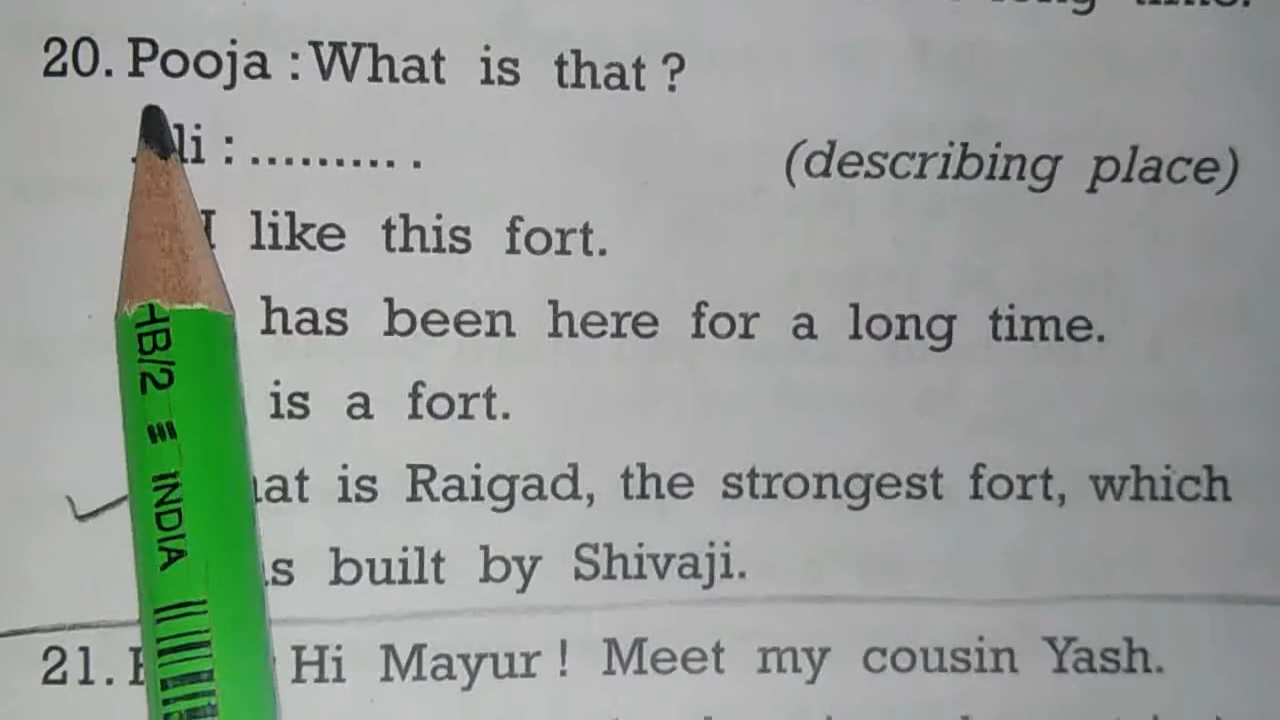 20. Pooja : What is that ?
li : .......... .
(describing place)
I like this fort.
has been here for a long time.
is a fort.
is Raigad, the strongest fort, which
built by Shivaji.
21. Hi Mayur ! Meet my cousin Yash.
HB/2 INDIA